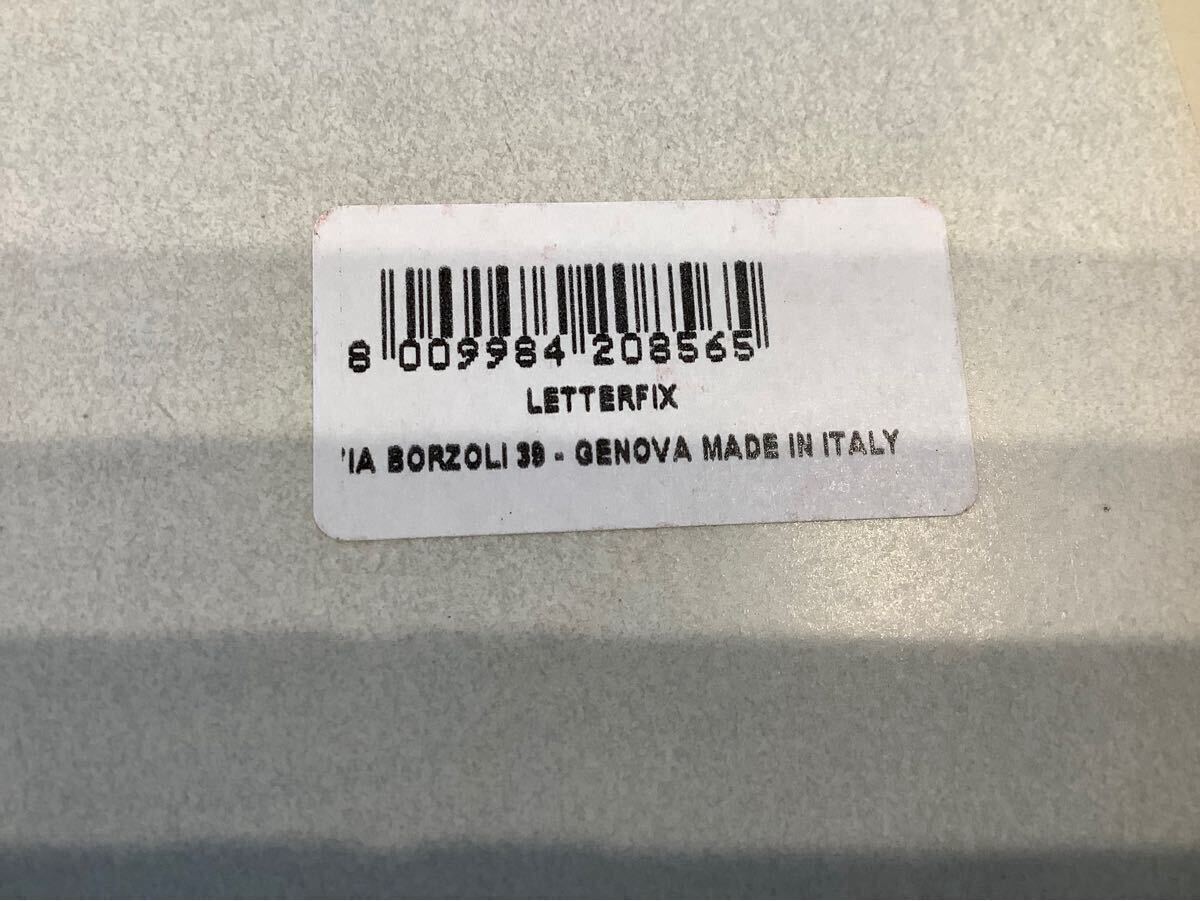 8 009984 208565
LETTERFIX
'IA BORZOLI 39 - GENOVA MADE IN ITALY